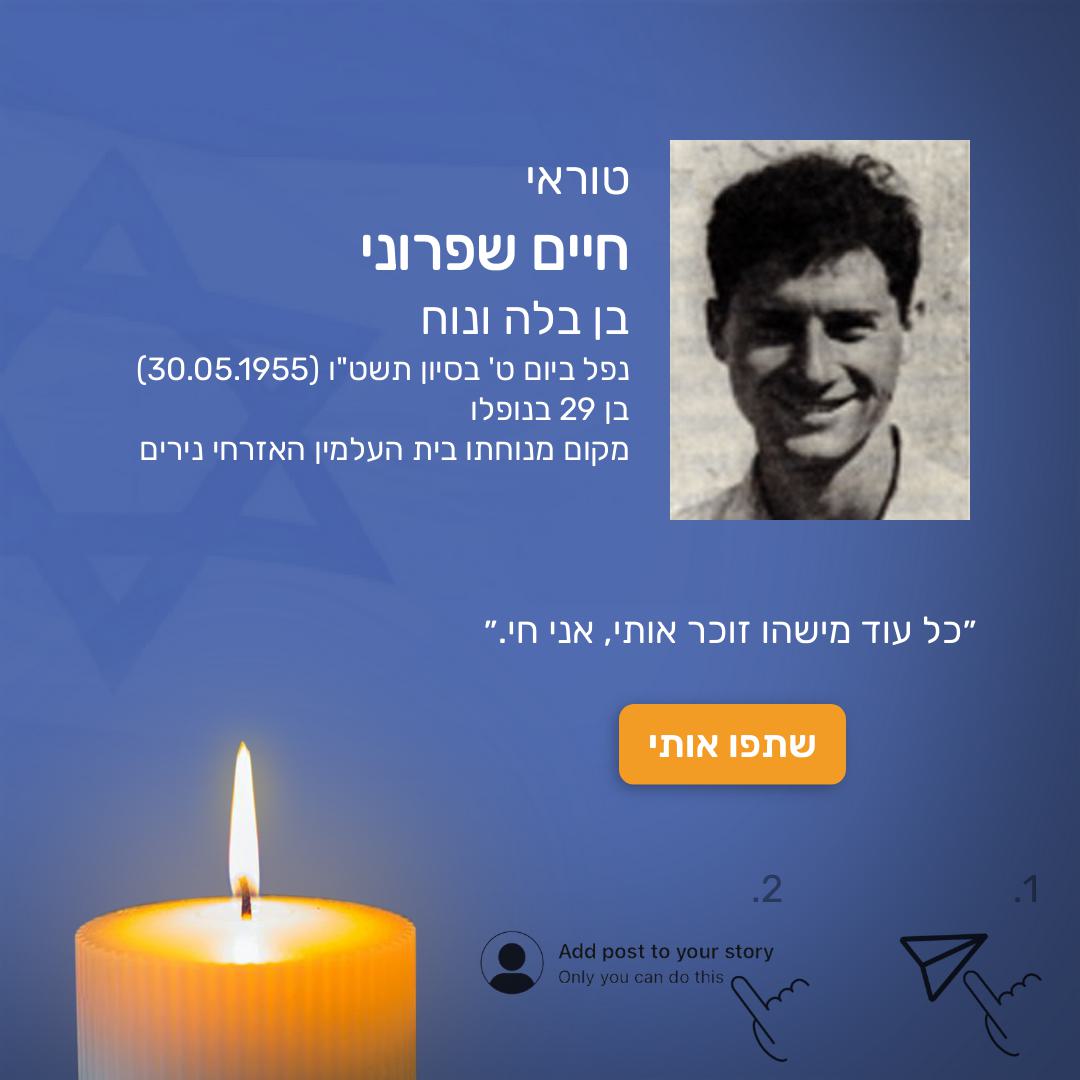 טוראי
חיים שפרוני
בן בלה ונוח
נפל ביום ט' בסיון תשט"ו (30.05.1955)
בן 29 בנופלו
מקום מנוחתו בית העלמין האזרחי נירים
״כל עוד מישהו זוכר אותי, אני חי.״
שתפו אותי
.1
.2
Add post to your story
Only you can do this